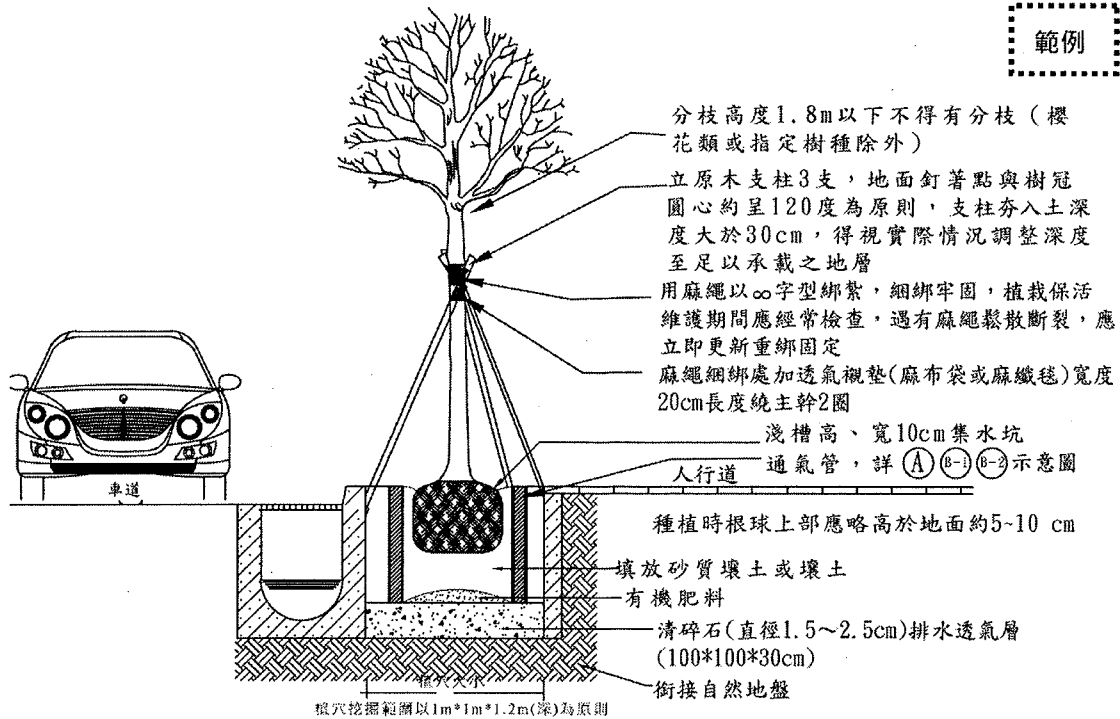 範例
分枝高度1.8m以下不得有分枝（櫻
花類或指定樹種除外）
立原木支柱3支，地面釘著點與樹冠
圓心約呈120度為原則，支柱夯入土深
度大於30cm，得視實際情況調整深度
至足以承載之地層
用麻繩以∞字型綁紮，綑綁牢固，植栽保活
維護期間應經常檢查，遇有麻繩鬆散斷裂，應
立即更新重綁固定
麻繩綑綁處加透氣襯墊(麻布袋或麻織毯)寬度
20cm長度繞主幹2圈
淺槽高、寬10cm集水坑
通氣管，詳 A B-1 B-2 示意圖
人行道
車道
種植時根球上部應略高於地面約5~10 cm
填放砂質壤土或壤土
有機肥料
清碎石(直徑1.5～2.5cm)排水透氣層
(100*100*30cm)
銜接自然地盤
植穴大小
植穴挖掘範圍以1m*1m*1.2m(深)為原則